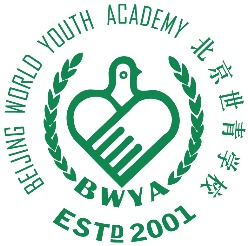 BEIJING WORLD YOUTH ACADEMY 北京世青学校
BWYA
ESTD 2001